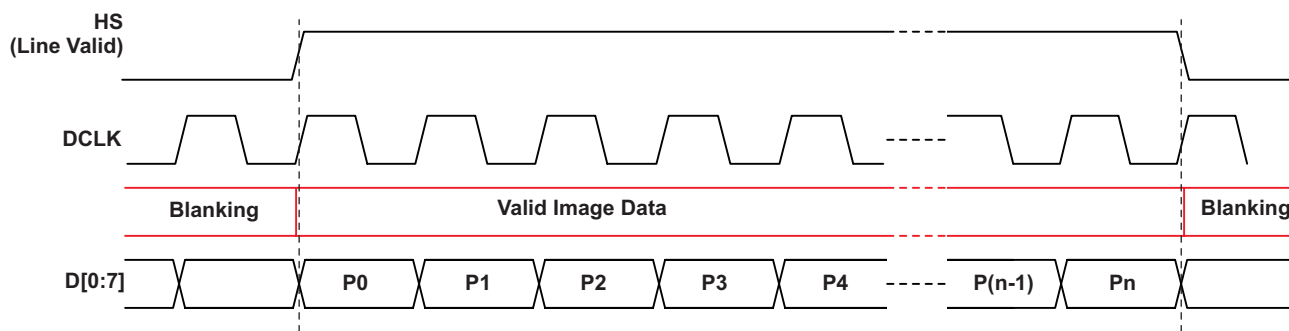 HS
(Line Valid)
DCLK
Blanking
Valid Image Data
Blanking
D[0:7]
P0
P1
P2
P3
P4
P(n-1)
Pn